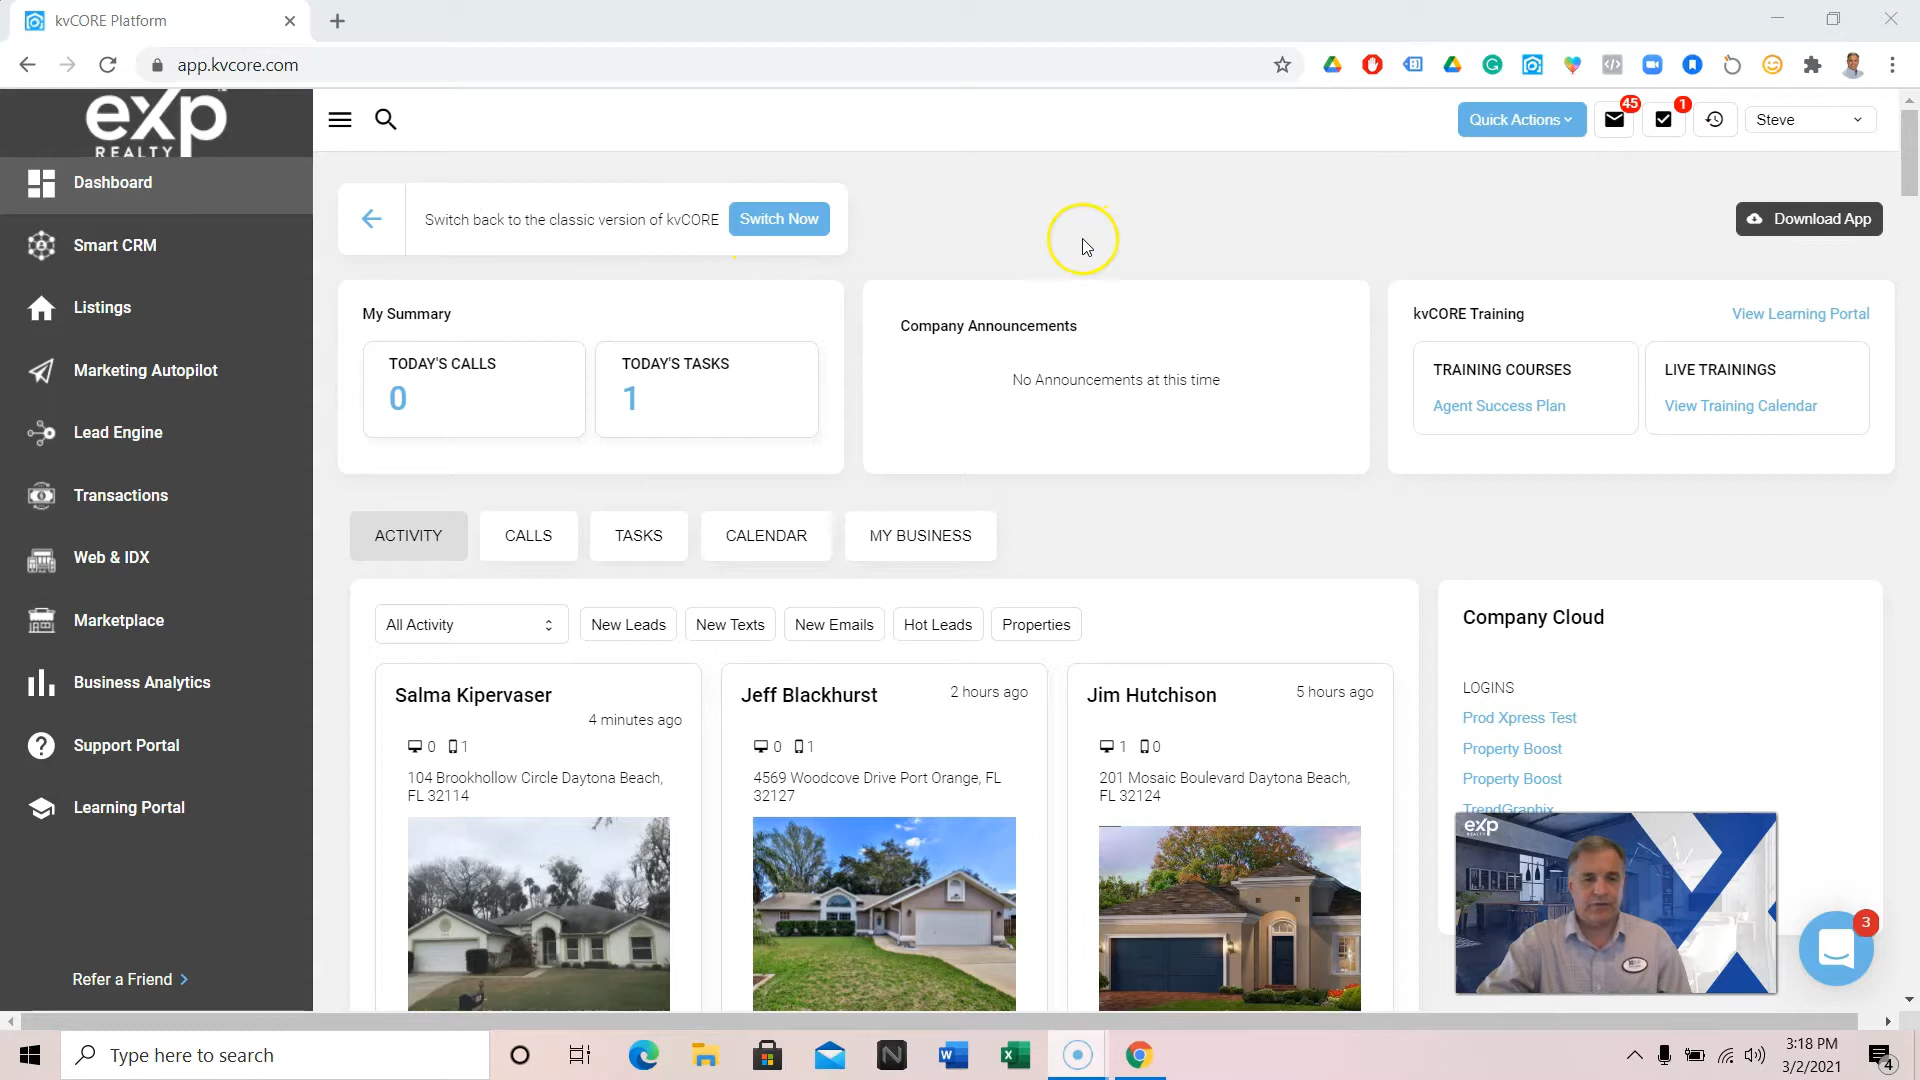 kvCORE Platform
app.kvcore.com
exp
REALTY
Quick Actions
45
1
Steve
Dashboard
Smart CRM
Listings
Marketing Autopilot
Lead Engine
Transactions
Web & IDX
Marketplace
Business Analytics
Support Portal
Learning Portal
Refer a Friend
Switch back to the classic version of kvCORE
Switch Now
Download App
My Summary
TODAY'S CALLS
0
TODAY'S TASKS
1
Company Announcements
No Announcements at this time
kvCORE Training
View Learning Portal
TRAINING COURSES
Agent Success Plan
LIVE TRAININGS
View Training Calendar
ACTIVITY
CALLS
TASKS
CALENDAR
MY BUSINESS
All Activity
New Leads
New Texts
New Emails
Hot Leads
Properties
Salma Kipervaser
4 minutes ago
0 1
104 Brookhollow Circle Daytona Beach,
FL 32114
Jeff Blackhurst
2 hours ago
0 1
4569 Woodcove Drive Port Orange, FL
32127
Jim Hutchison
5 hours ago
1 0
201 Mosaic Boulevard Daytona Beach,
FL 32124
Company Cloud
LOGINS
Prod Xpress Test
Property Boost
Property Boost
TrendGraphix
exp
REALTY
3
Type here to search
3:18 PM
3/2/2021
4